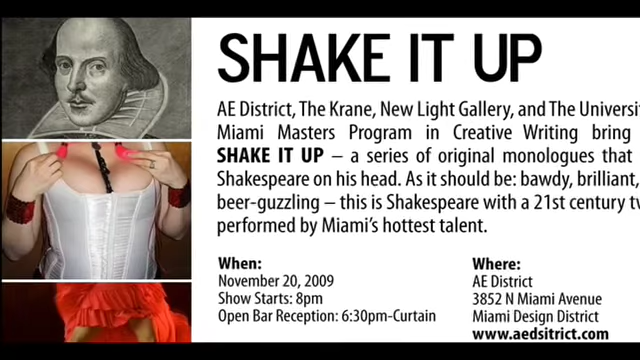 SHAKE IT UP
AE District, The Krane, New Light Gallery, and The Universi
Miami Masters Program in Creative Writing bring
SHAKE IT UP – a series of original monologues that
Shakespeare on his head. As it should be: bawdy, brilliant,
beer-guzzling – this is Shakespeare with a 21st century tw
performed by Miami's hottest talent.
When:
November 20, 2009
Show Starts: 8pm
Open Bar Reception: 6:30pm-Curtain
Where:
AE District
3852 N Miami Avenue
Miami Design District
www.aedsitrict.com